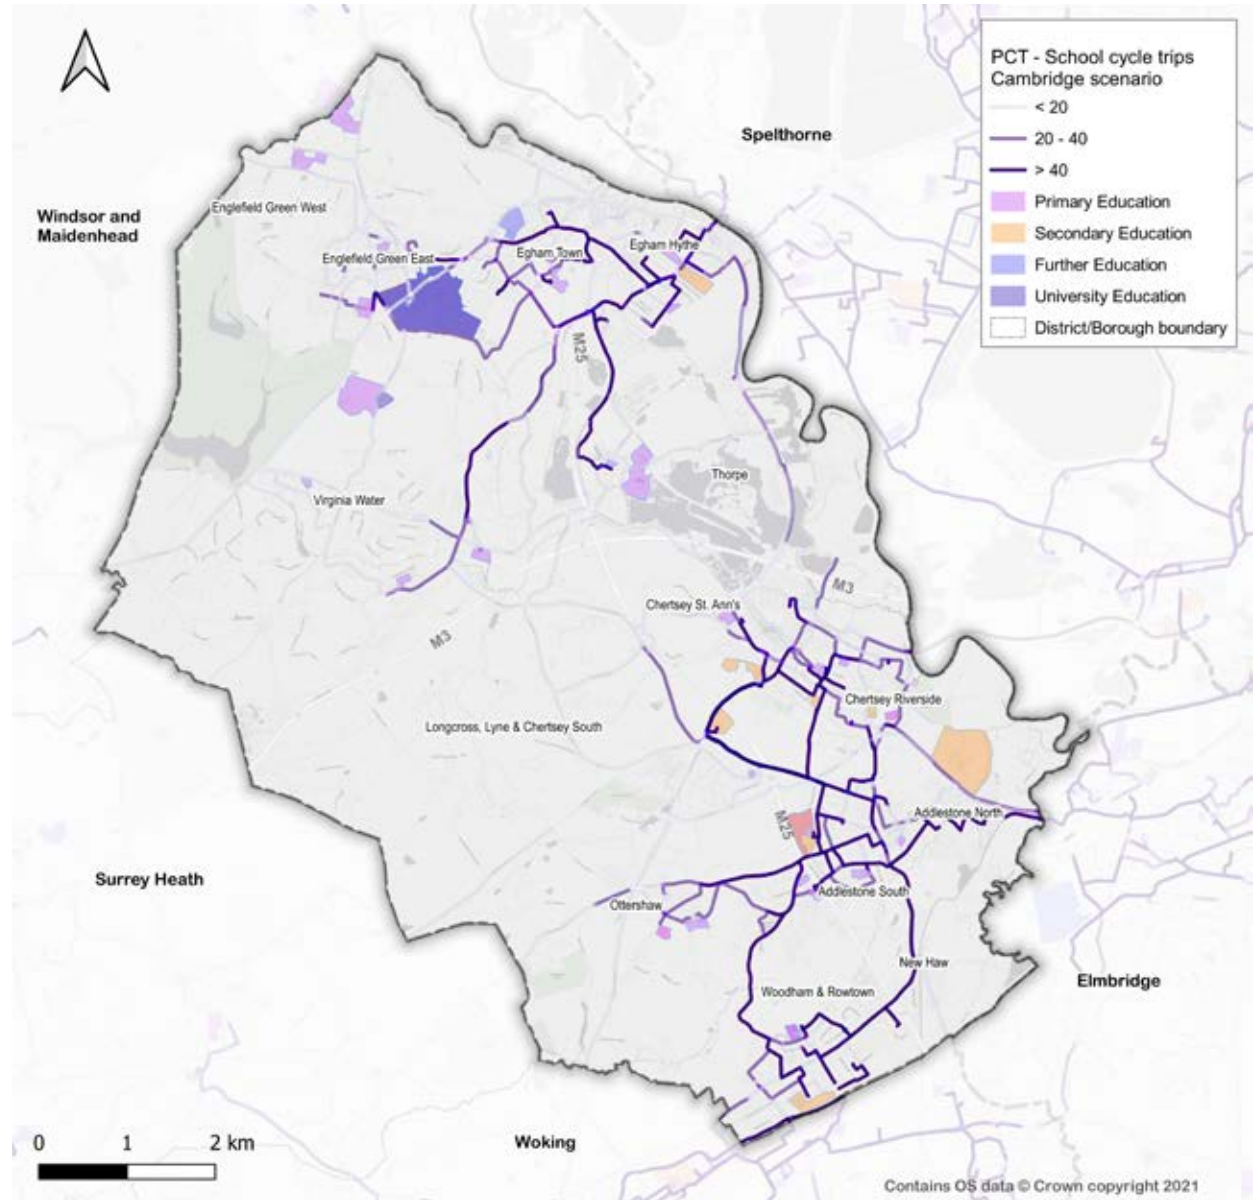 PCT - School cycle trips
Cambridge scenario
< 20
20 - 40
> 40
Primary Education
Secondary Education
Further Education
University Education
District/Borough boundary
Spelthorne
Windsor and
Maidenhead
Englefield Green West
Englefield Green East
Egham Town
Egham Hythe
M25
Thorpe
Virginia Water
M3
Chertsey St. Ann's
M3
Chertsey Riverside
Longcross, Lyne & Chertsey South
Addlestone North
M25
Surrey Heath
Addlestone South
Ottershaw
New Haw
Elmbridge
Woodham & Rowtown
0 1 2 km
Woking
Contains OS data © Crown copyright 2021